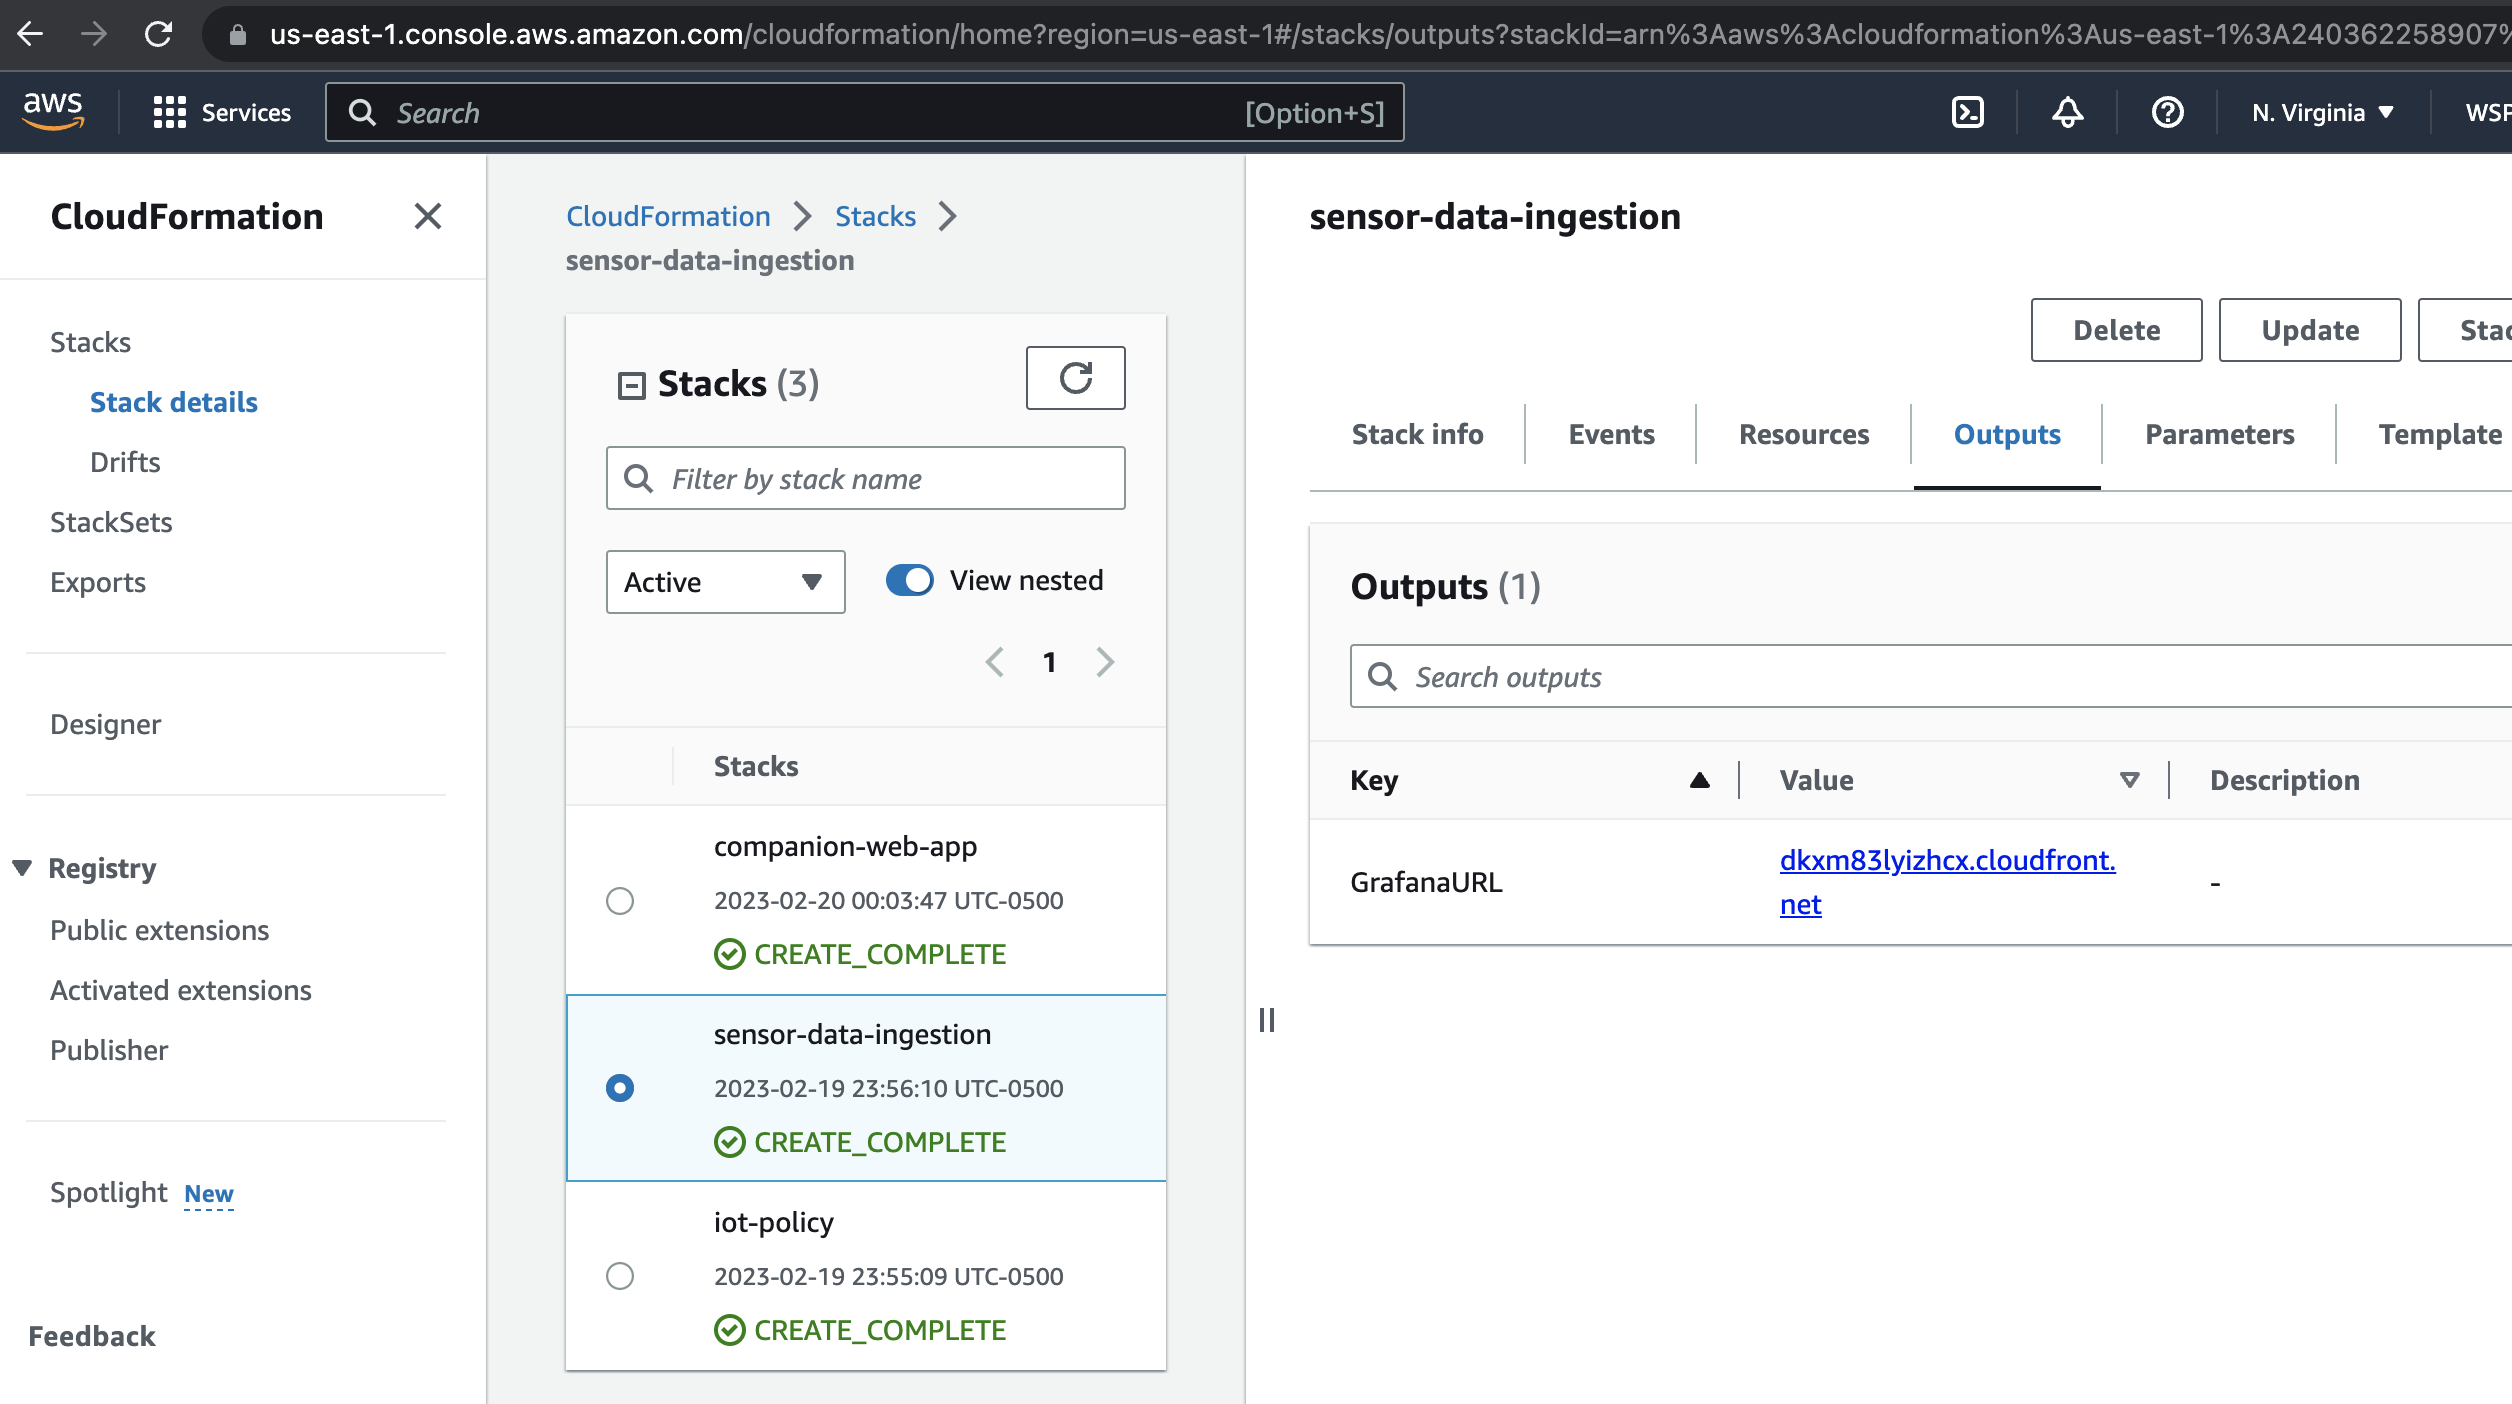 us-east-1.console.aws.amazon.com/cloudformation/home?region=us-east-1#/stacks/outputs?stackId=arn%3Aaws%3Acloudformation%3Aus-east-1%3A240362258907%
aws
Services
Search
[Option+S]
N. Virginia
WSP
CloudFormation
Stacks
Stack details
Drifts
StackSets
Exports
Designer
Registry
Public extensions
Activated extensions
Publisher
Spotlight New
Feedback
CloudFormation
Stacks
sensor-data-ingestion
Stacks (3)
Filter by stack name
Active
View nested
1
Stacks
companion-web-app
2023-02-20 00:03:47 UTC-0500
CREATE_COMPLETE
sensor-data-ingestion
2023-02-19 23:56:10 UTC-0500
CREATE_COMPLETE
iot-policy
2023-02-19 23:55:09 UTC-0500
CREATE_COMPLETE
sensor-data-ingestion
Delete
Update
Stac
Stack info
Events
Resources
Outputs
Parameters
Template
Outputs (1)
Search outputs
Key
Value
Description
GrafanaURL
dkxm83lyizhcx.cloudfront.
net
-